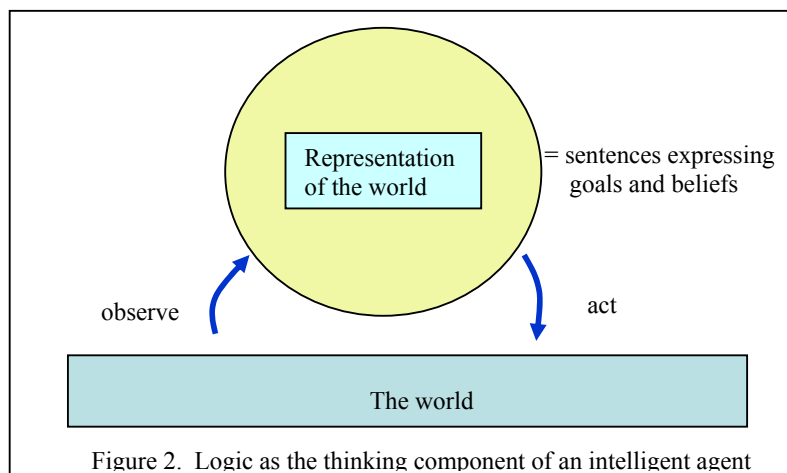 Representation
of the world
= sentences expressing
goals and beliefs
observe
act
The world
Figure 2. Logic as the thinking component of an intelligent agent